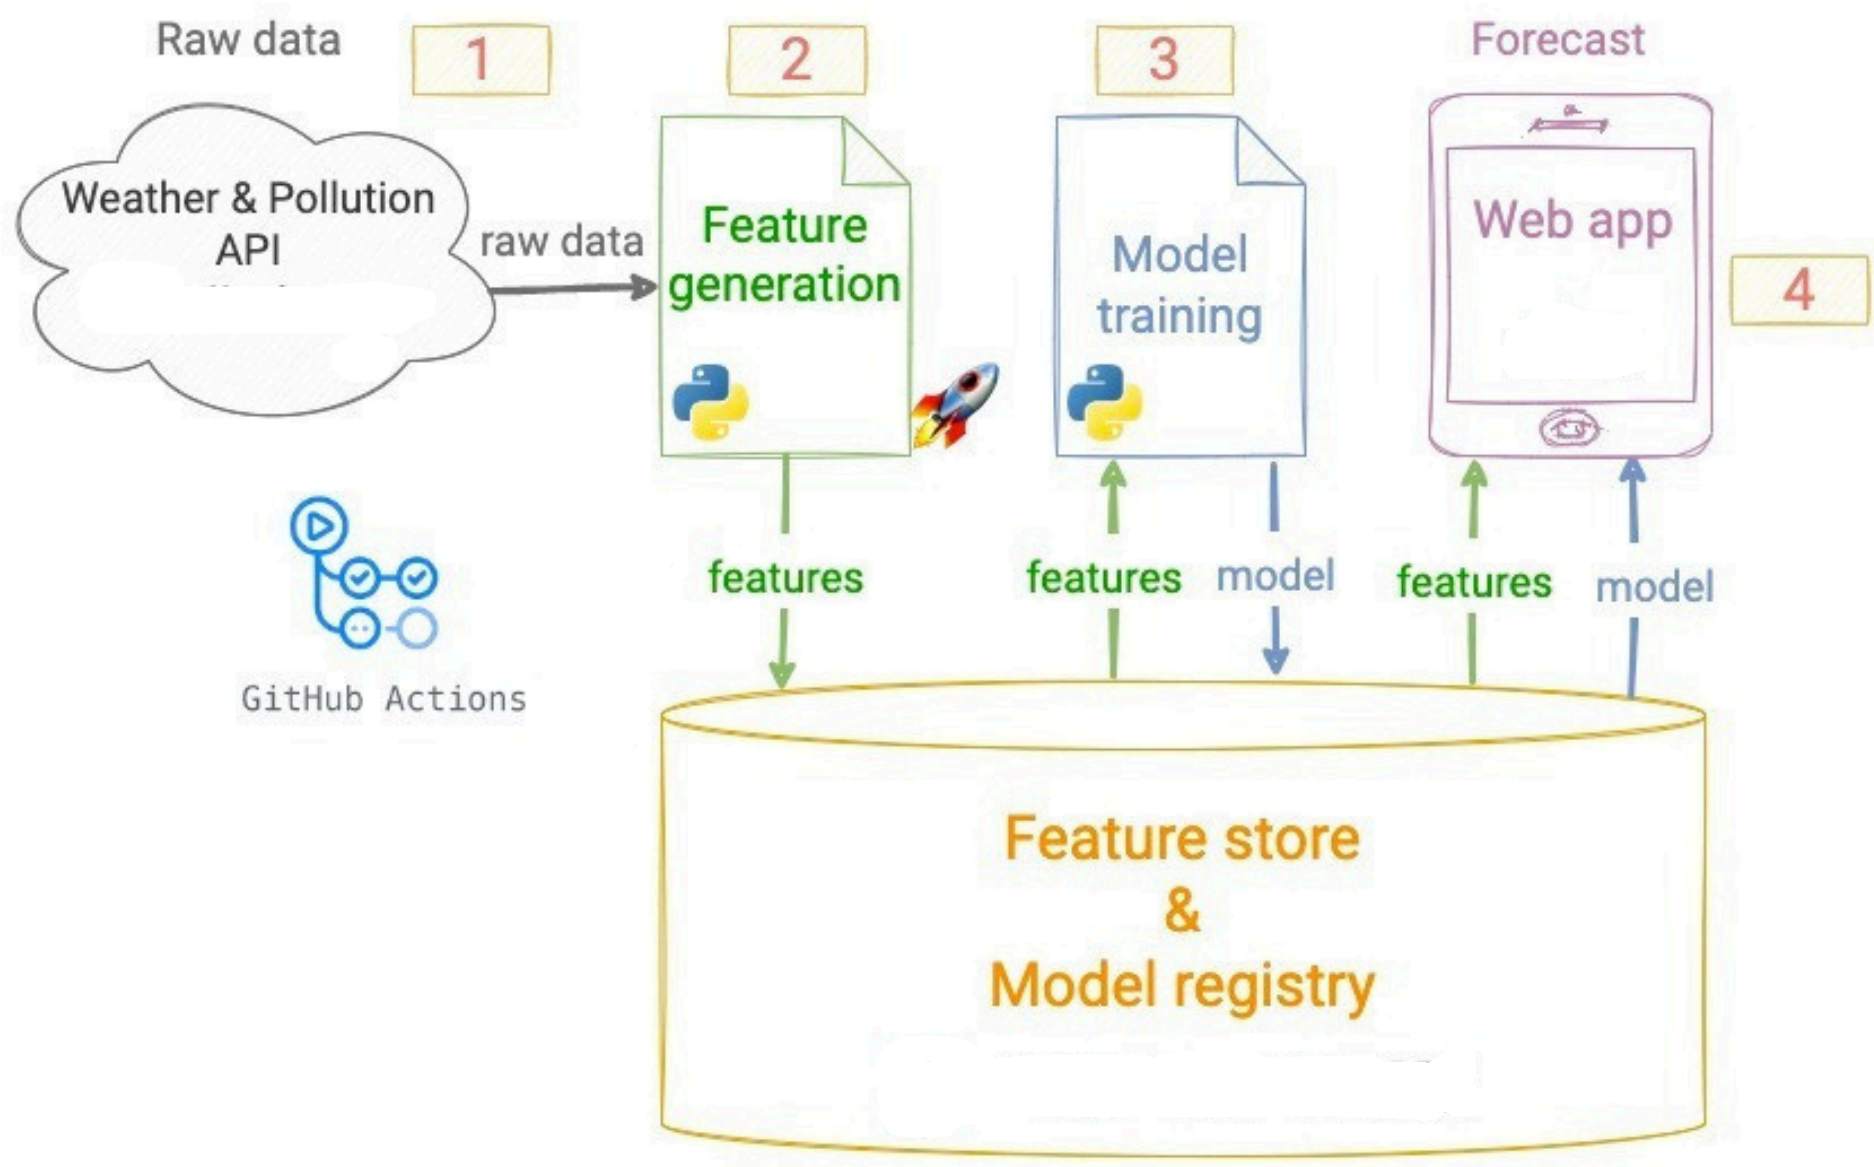 Raw data
1
2
3
Forecast
Weather & Pollution
API
raw data
Feature
generation
Model
training
Web app
4
features
features
model
features
model
GitHub Actions
Feature store
&
Model registry